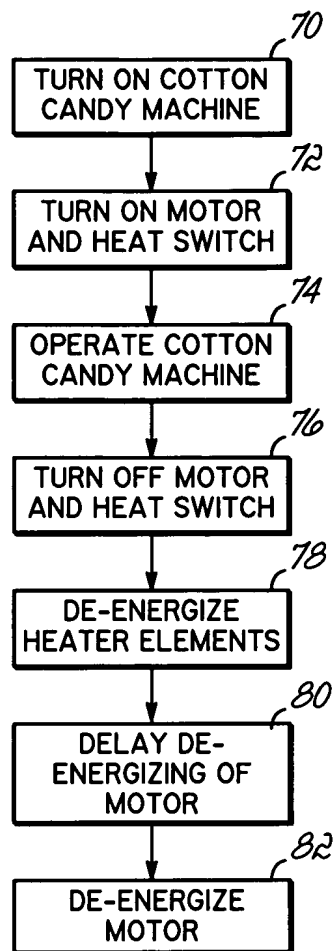 70
TURN ON COTTON
CANDY MACHINE
72
TURN ON MOTOR
AND HEAT SWITCH
74
OPERATE COTTON
CANDY MACHINE
76
TURN OFF MOTOR
AND HEAT SWITCH
78
DE-ENERGIZE
HEATER ELEMENTS
80
DELAY DE-
ENERGIZING OF
MOTOR
82
DE-ENERGIZE
MOTOR